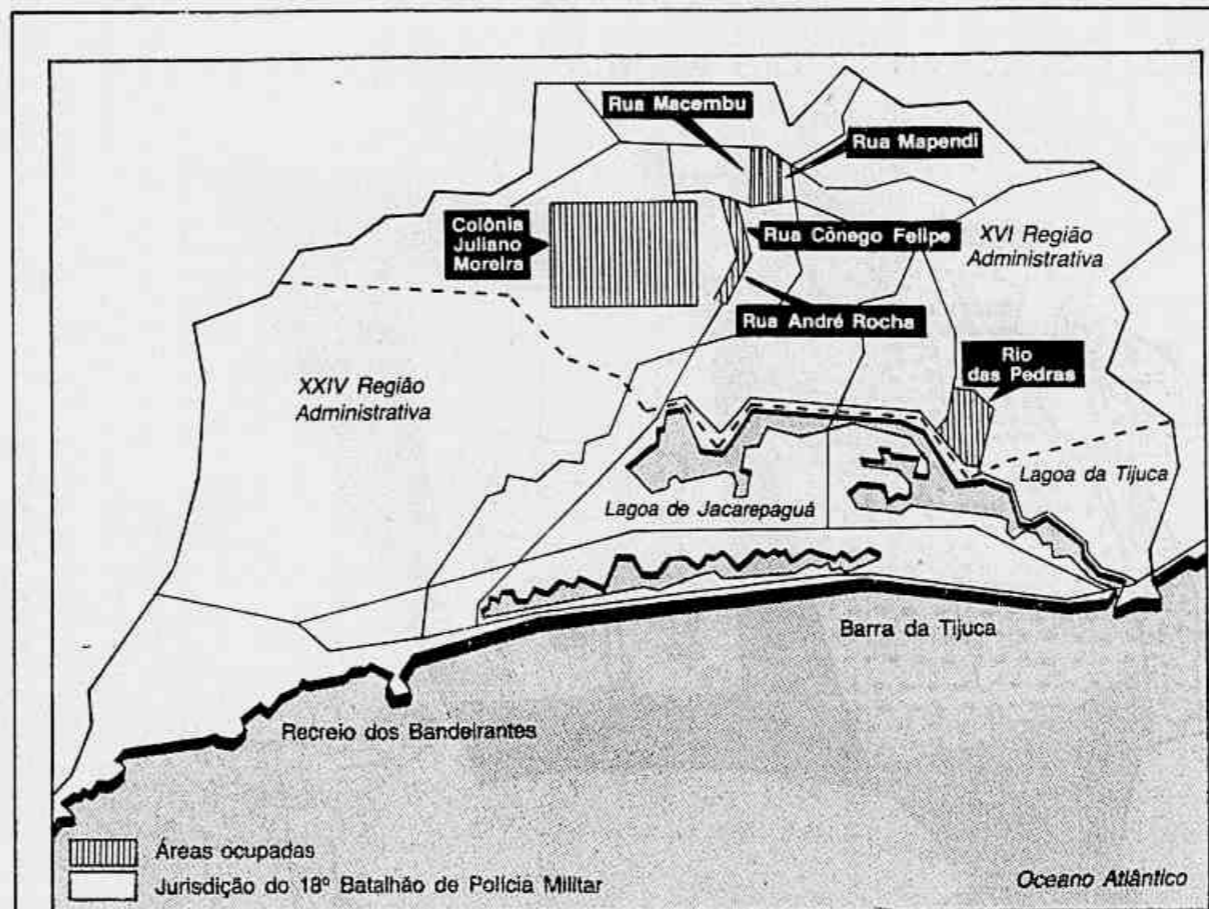 Rua Macembu
Rua Mapendi
Colônia
Juliano
Moreira
Rua Cônego Felipe
XVI Região
Administrativa
Rua André Rocha
Rio
das Pedras
XXIV Região
Administrativa
Lagoa da Tijuca
Lagoa de Jacarepaguá
Barra da Tijuca
Recreio dos Bandeirantes
Áreas ocupadas
Jurisdição do 18º Batalhão de Polícia Militar
Oceano Atlântico